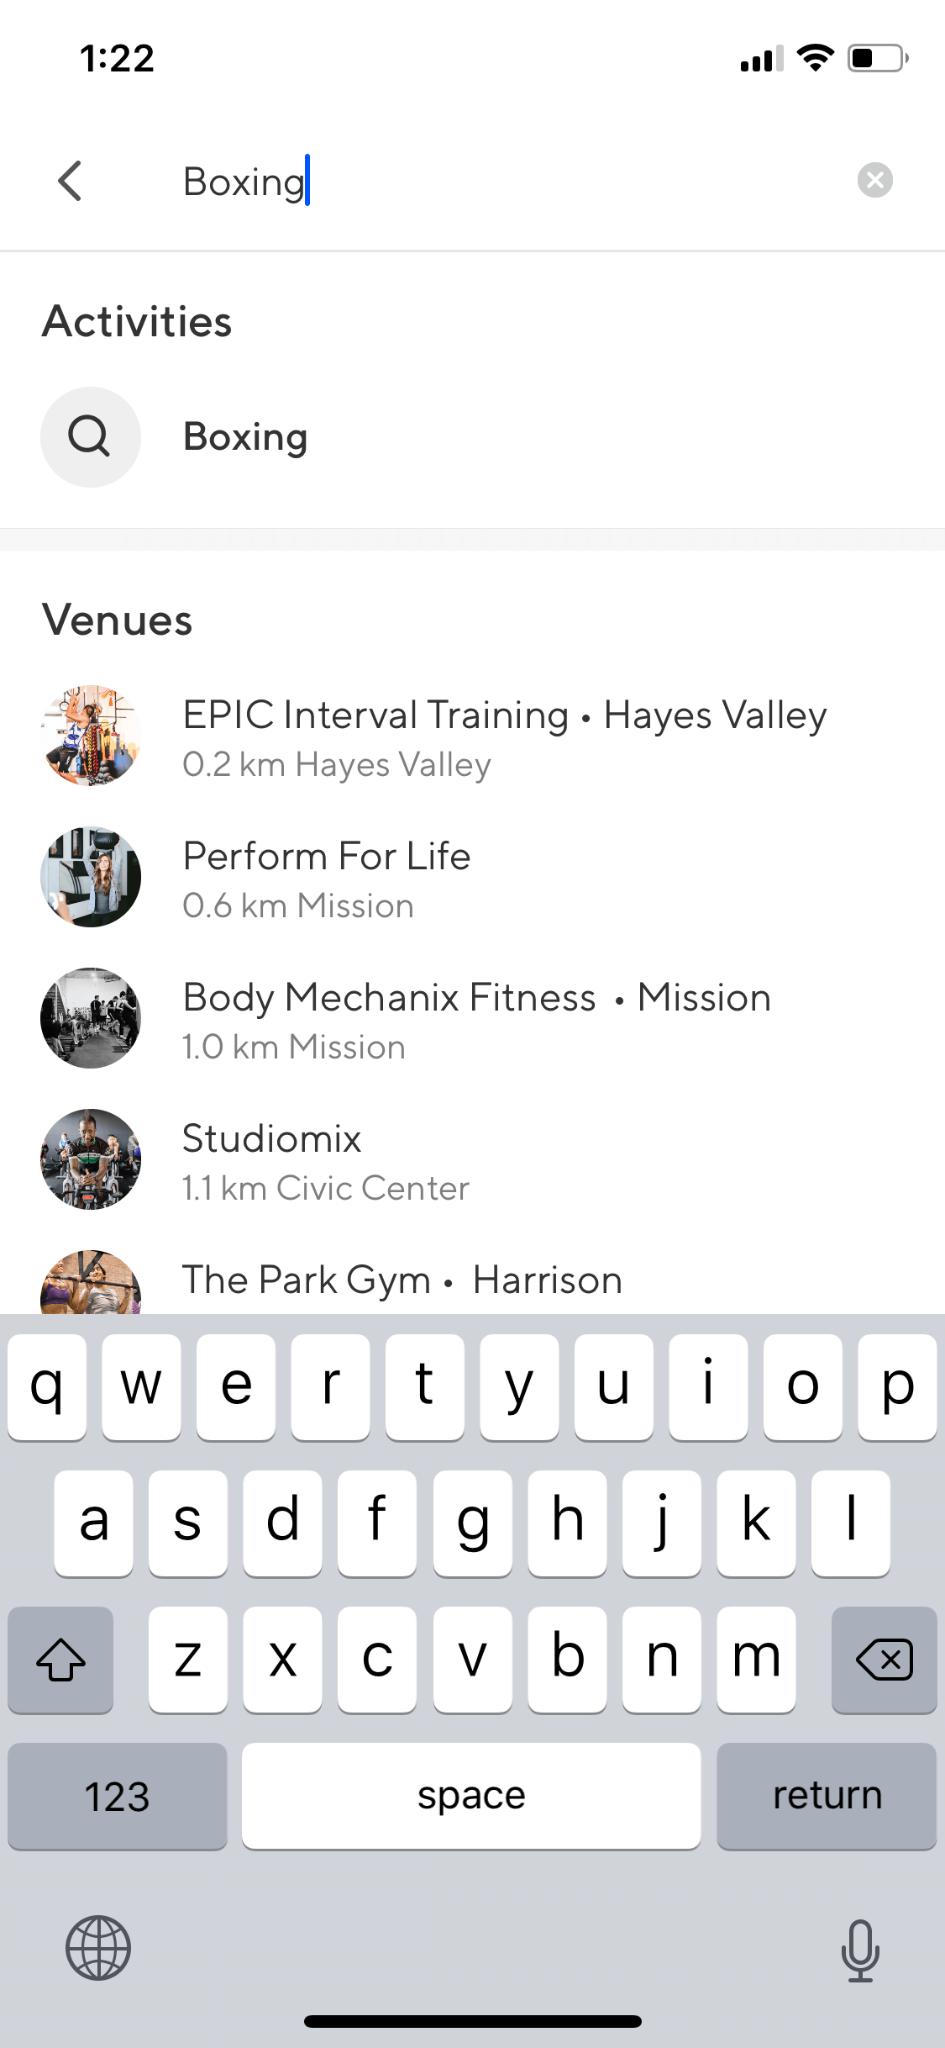 1:22
Boxing
Activities
Boxing
Venues
EPIC Interval Training • Hayes Valley
0.2 km Hayes Valley
Perform For Life
0.6 km Mission
Body Mechanix Fitness • Mission
1.0 km Mission
Studiomix
1.1 km Civic Center
The Park Gym • Harrison
q w e r t y u i o p
a s d f g h j k l
z x c v b n m
123 space return